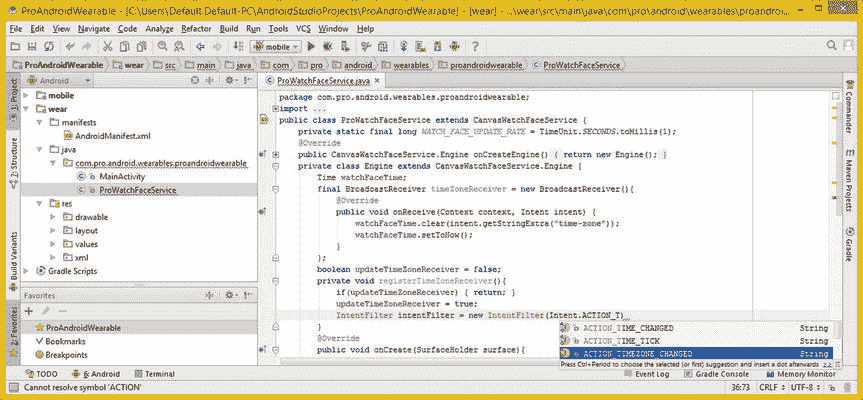 ProAndroidWearable - [C:\Users\Default.Default-PC\AndroidStudioProjects\ProAndroidWearable] - [wear] - ...\wear\src\main\java\com\pro\android\wearables\proandroi...
File Edit View Navigate Code Analyze Refactor Build Run Tools VCS Window Help
mobile
ProAndroidWearable wear src main java com pro android wearables proandroidwearable ProWatchFaceService
Android
ProWatchFaceService.java
1: Project
Z: Structure
Build Variants
2: Favorites
mobile
wear
manifests
AndroidManifest.xml
java
com.pro.android.wearables.proandroidwearable
MainActivity
ProWatchFaceService
res
drawable
layout
values
xml
Gradle Scripts
Favorites
ProAndroidWearable
Bookmarks
Breakpoints
package com.pro.android.wearables.proandroidwearable;
import ...
public class ProWatchFaceService extends CanvasWatchFaceService {
private static final long WATCH_FACE_UPDATE_RATE = TimeUnit.SECONDS.toMillis(1);
@Override
public CanvasWatchFaceService.Engine onCreateEngine() { return new Engine(); }
private class Engine extends CanvasWatchFaceService.Engine {
Time watchFaceTime;
final BroadcastReceiver timeZoneReceiver = new BroadcastReceiver(){
@Override
public void onReceive(Context context, Intent intent) {
watchFaceTime.clear(intent.getStringExtra("time-zone"));
watchFaceTime.setToNow();
}
};
boolean updateTimeZoneReceiver = false;
private void registerTimeZoneReceiver(){
if(updateTimeZoneReceiver) { return; }
updateTimeZoneReceiver = true;
IntentFilter intentFilter = new IntentFilter(Intent.ACTION_T)
}
@Override
public void onCreate(SurfaceHolder surface){
ACTION_TIME_CHANGED String
ACTION_TIME_TICK String
ACTION_TIMEZONE_CHANGED String
Press Ctrl+Period to choose the selected (or first) suggestion and insert a dot afterwards >>
Commander
Maven Projects
Gradle
TODO 6: Android Terminal Event Log Gradle Console Memory Monitor
Cannot resolve symbol 'ACTION' 36:73 CRLF UTF-8